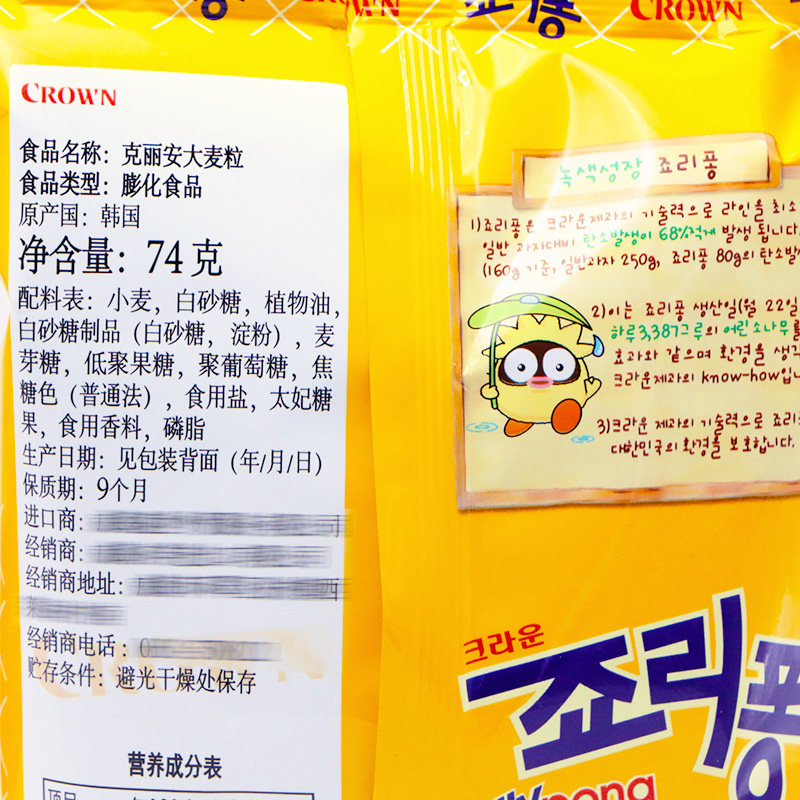 CROWN
죠리퐁
CROWN
CROWN
食品名称：克丽安大麦粒
食品类型：膨化食品
原产国：韩国
净含量：74克
配料表：小麦，白砂糖，植物油，
白砂糖制品（白砂糖，淀粉），麦
芽糖，低聚果糖，聚葡萄糖，焦
糖色（普通法），食用盐，太妃糖
果，食用香料，磷脂
生产日期：见包装背面（年/月/日）
保质期：9个月
进口商：
经销商：
经销商地址：
经销商电话：
贮存条件：避光干燥处保存
营养成分表
项目
녹색성장 죠리퐁
1)죠리퐁은 크라운제과의 기술력으로 라인을 최소
일반 과자대비 탄소발생이 68%적게 발생 됩니다
(160g 기준, 일반과자 250g, 죠리퐁 80g의 탄소발
2)이는 죠리퐁 생산일(월 22일
하루3,387그루의 어린소나무를
효과와 같으며 환경을 생각
크라운제과의 know-how입니
3)크라운 제과의 기술력으로 죠리
대한민국의 환경을 보호합니다.
크라운
죠리퐁
pong